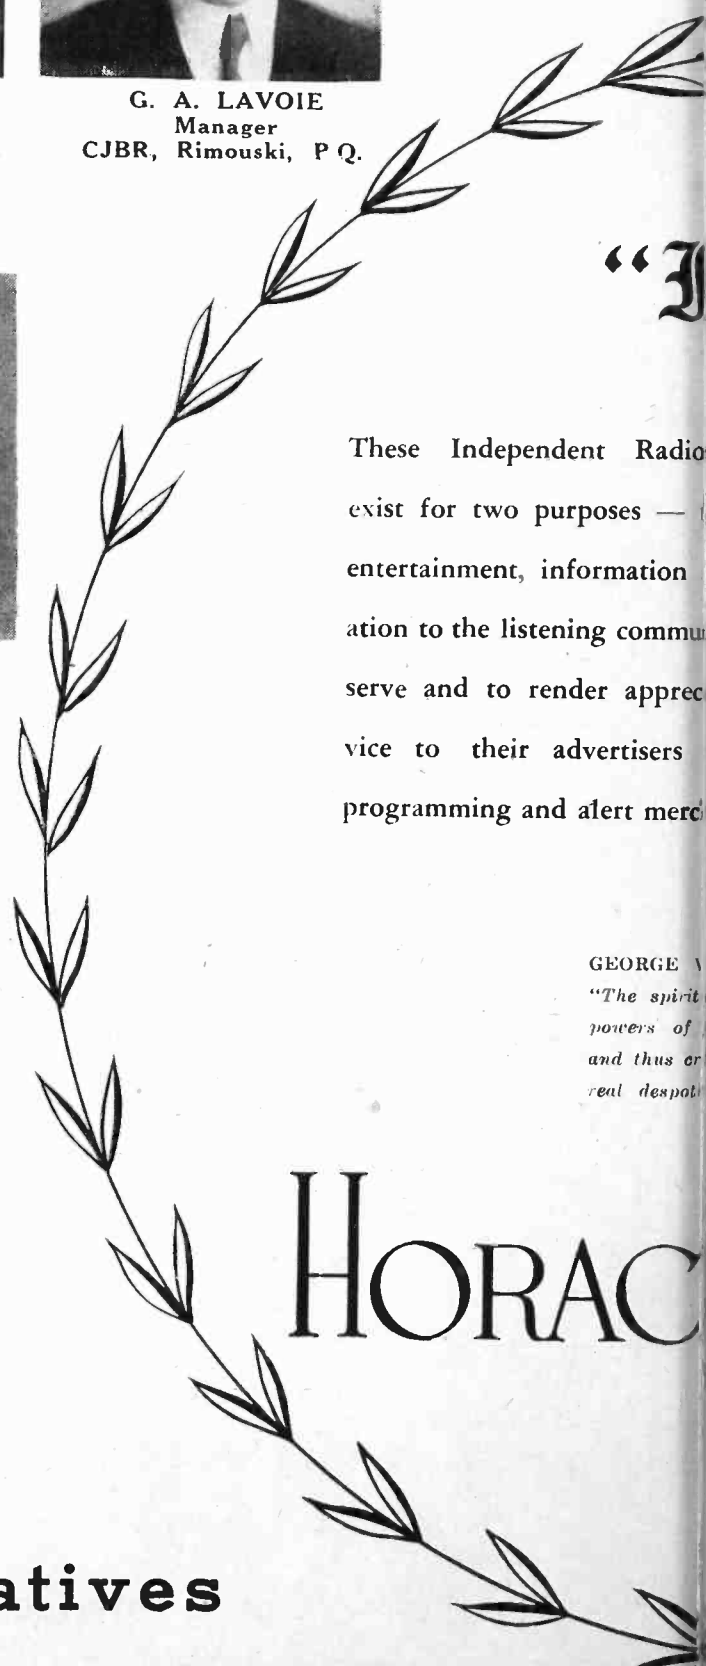 G. A. LAVOIE
Manager
CJBR, Rimouski, P Q.
“
These Independent Radio
exist for two purposes —
entertainment, information
ation to the listening commu
serve and to render apprec
vice to their advertisers
programming and alert merc
GEORGE
“The spirit
powers of
and thus cr
real despot
HORAC
atives